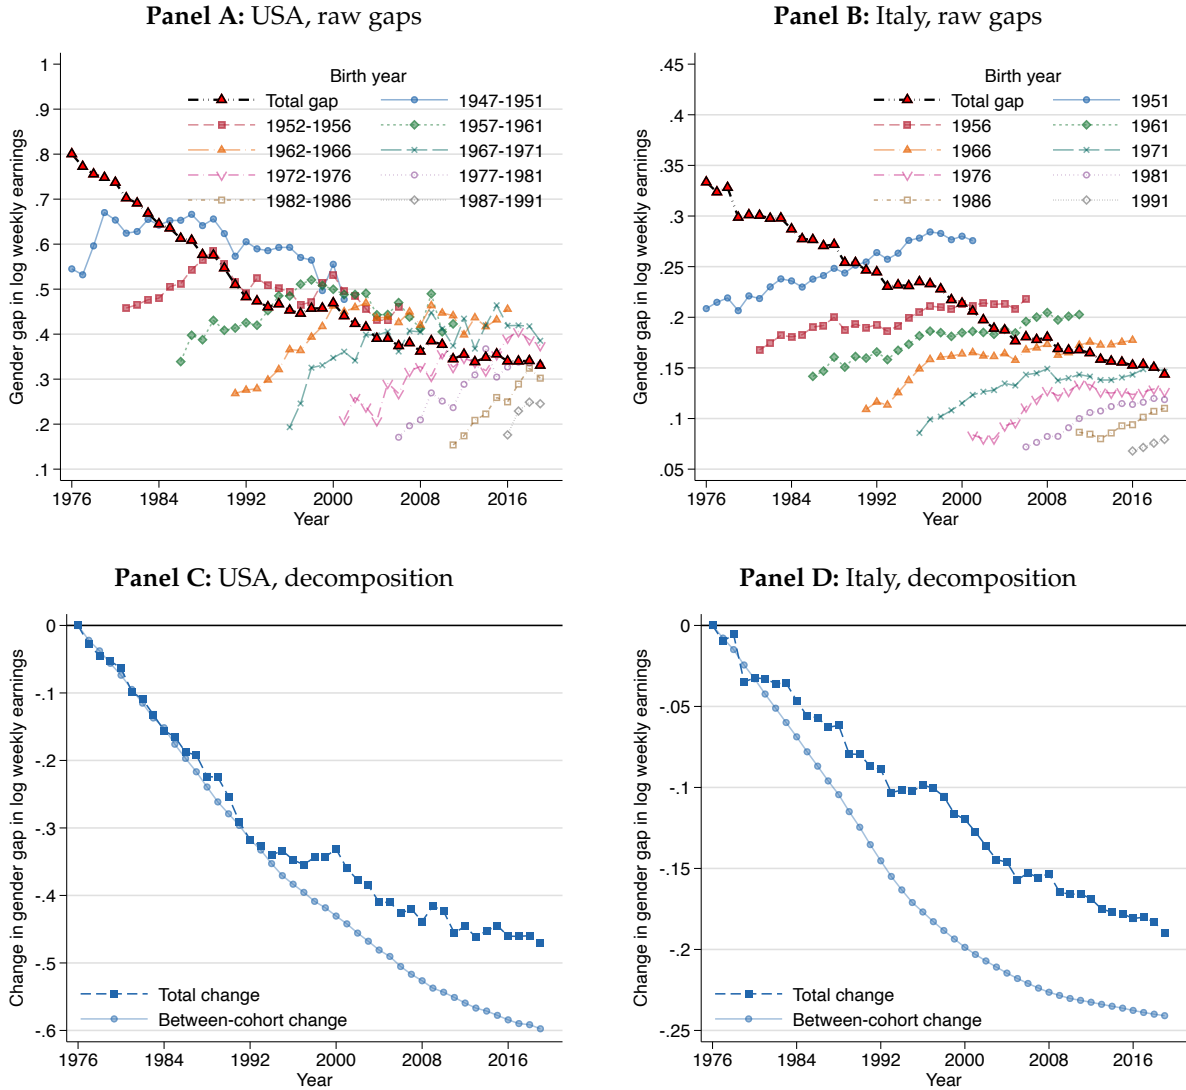 Panel A: USA, raw gaps
Gender gap in log weekly earnings
1
.9
.8
.7
.6
.5
.4
.3
.2
.1
Birth year
Total gap
1947-1951
1952-1956
1957-1961
1962-1966
1967-1971
1972-1976
1977-1981
1982-1986
1987-1991
1976 1984 1992 2000 2008 2016
Year
Panel B: Italy, raw gaps
Gender gap in log weekly earnings
.45
.4
.35
.3
.25
.2
.15
.1
.05
Birth year
Total gap
1951
1956
1961
1966
1971
1976
1981
1986
1991
1976 1984 1992 2000 2008 2016
Year
Panel C: USA, decomposition
Change in gender gap in log weekly earnings
0
-.1
-.2
-.3
-.4
-.5
-.6
Total change
Between-cohort change
1976 1984 1992 2000 2008 2016
Year
Panel D: Italy, decomposition
Change in gender gap in log weekly earnings
0
-.05
-.1
-.15
-.2
-.25
Total change
Between-cohort change
1976 1984 1992 2000 2008 2016
Year